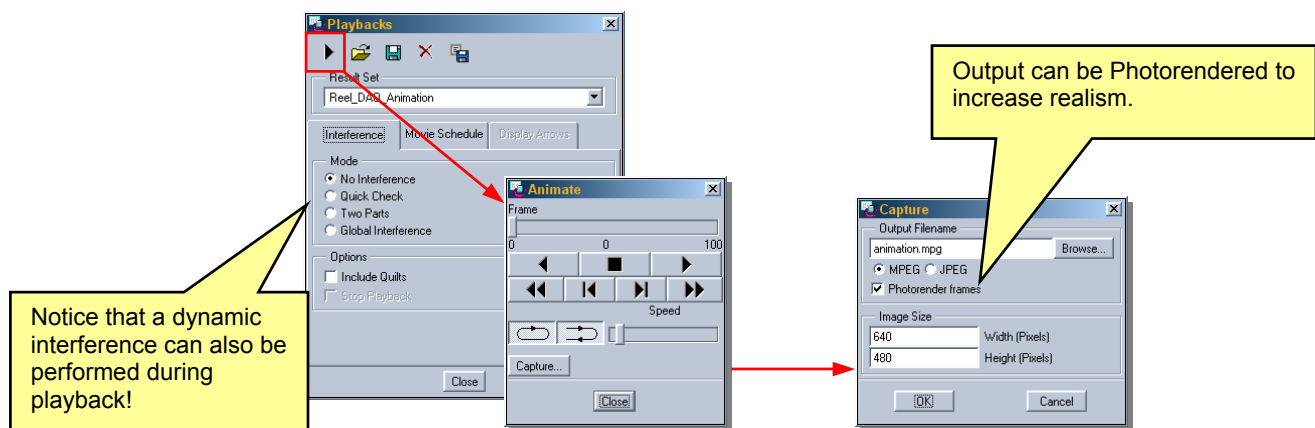 Playbacks
Result Set
Reel_DAQ_Animation
Interference
Movie Schedule
Display Arrows
Mode
No Interference
Quick Check
Two Parts
Global Interference
Options
Include Quilts
Stop Playback
Close
Notice that a dynamic
interference can also be
performed during
playback!
Animate
Frame
0 0 100
Speed
Capture...
Close
Output can be Photorendered to
increase realism.
Capture
Output Filename
animation.mpg
Browse...
MPEG JPEG
Photorender frames
Image Size
640 Width (Pixels)
480 Height (Pixels)
OK Cancel